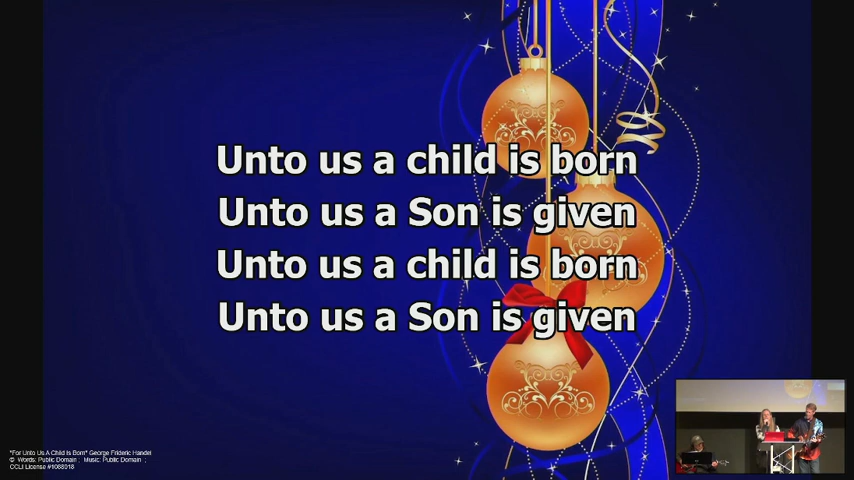 Unto us a child is born
Unto us a Son is given
Unto us a child is born
Unto us a Son is given
"For Unto Us A Child Is Born" George Frideric Handel
© Words: Public Domain ; Music: Public Domain ;
CCLI License #1088018